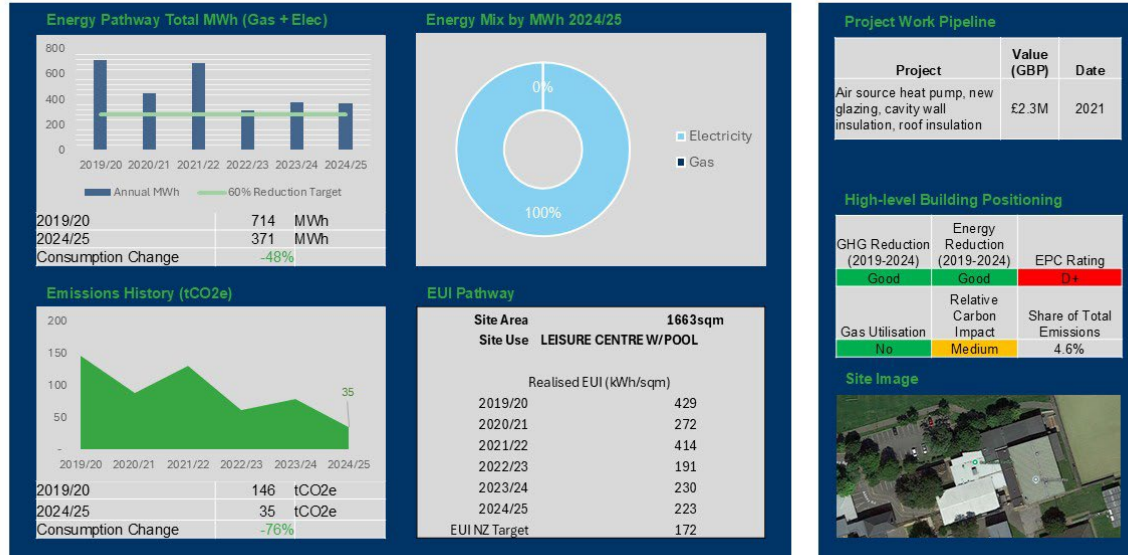 Energy Pathway Total MWh (Gas + Elec)
800
600
400
200
0
2019/20 2020/21 2021/22 2022/23 2023/24 2024/25
Annual MWh 60% Reduction Target
2019/20 714 MWh
2024/25 371 MWh
Consumption Change -48%
Energy Mix by MWh 2024/25
0%
100%
Electricity
Gas
Emissions History (tCO2e)
200
150
100
50
-
35
2019/20 2020/21 2021/22 2022/23 2023/24 2024/25
2019/20 146 tCO2e
2024/25 35 tCO2e
Consumption Change -76%
EUI Pathway
Site Area 1663sqm
Site Use LEISURE CENTRE W/POOL
Realised EUI (kWh/sqm)
2019/20 429
2020/21 272
2021/22 414
2022/23 191
2023/24 230
2024/25 223
EUI NZ Target 172
Project Work Pipeline
Project Value (GBP) Date
Air source heat pump, new
glazing, cavity wall
insulation, roof insulation
£2.3M 2021
High-level Building Positioning
GHG Reduction (2019-2024)
Energy Reduction (2019-2024)
EPC Rating
Good Good D+
Gas Utilisation
Relative Carbon Impact
Share of Total Emissions
No Medium 4.6%
Site Image